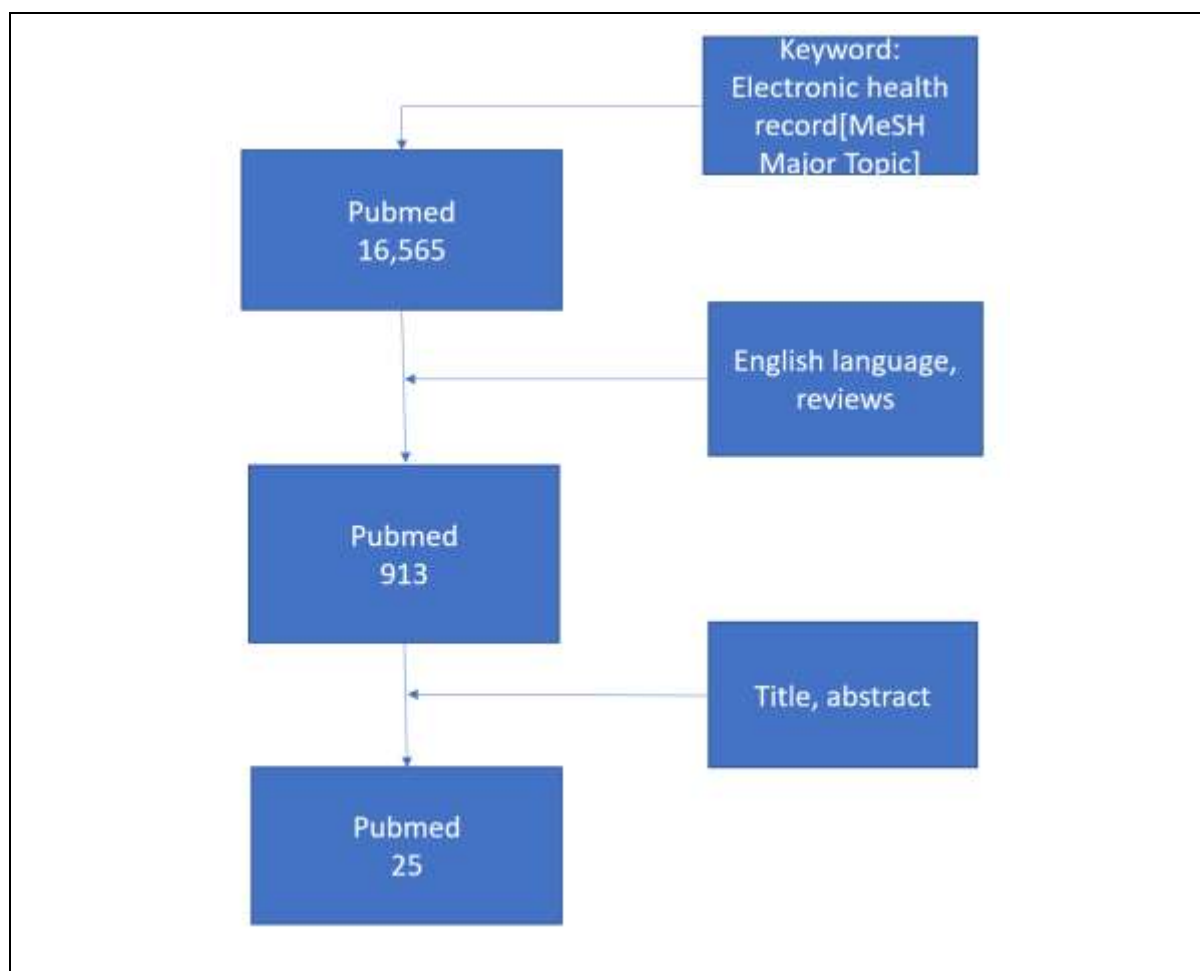 Keyword:
Electronic health
record[MeSH
Major Topic]
Pubmed
16,565
English language,
reviews
Pubmed
913
Title, abstract
Pubmed
25